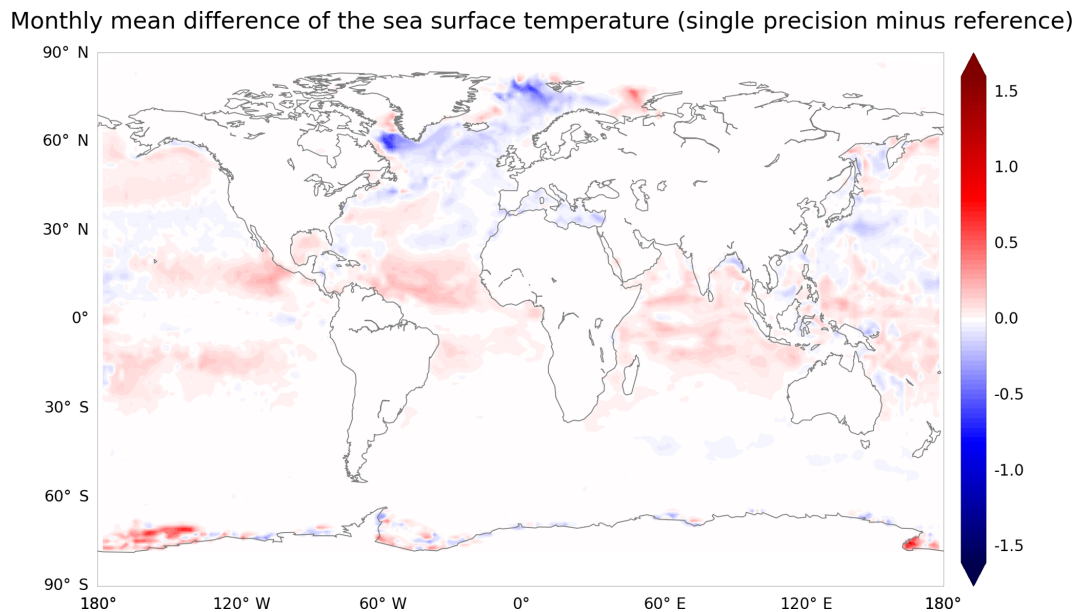 Monthly mean difference of the sea surface temperature (single precision minus reference)
90° N
60° N
30° N
0°
30° S
60° S
90° S
180°
120° W
60° W
0°
60° E
120° E
180°
1.5
1.0
0.5
0.0
-0.5
-1.0
-1.5